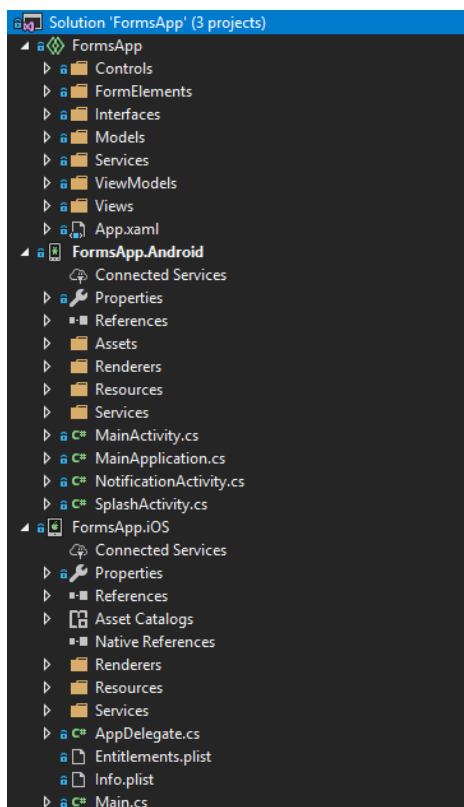 Solution 'FormsApp' (3 projects)
FormsApp
Controls
FormElements
Interfaces
Models
Services
ViewModels
Views
App.xaml
FormsApp.Android
Connected Services
Properties
References
Assets
Renderers
Resources
Services
C# MainActivity.cs
C# MainApplication.cs
C# NotificationActivity.cs
C# SplashActivity.cs
FormsApp.iOS
Connected Services
Properties
References
Asset Catalogs
Native References
Renderers
Resources
Services
C# AppDelegate.cs
Entitlements.plist
Info.plist
C# Main.cs